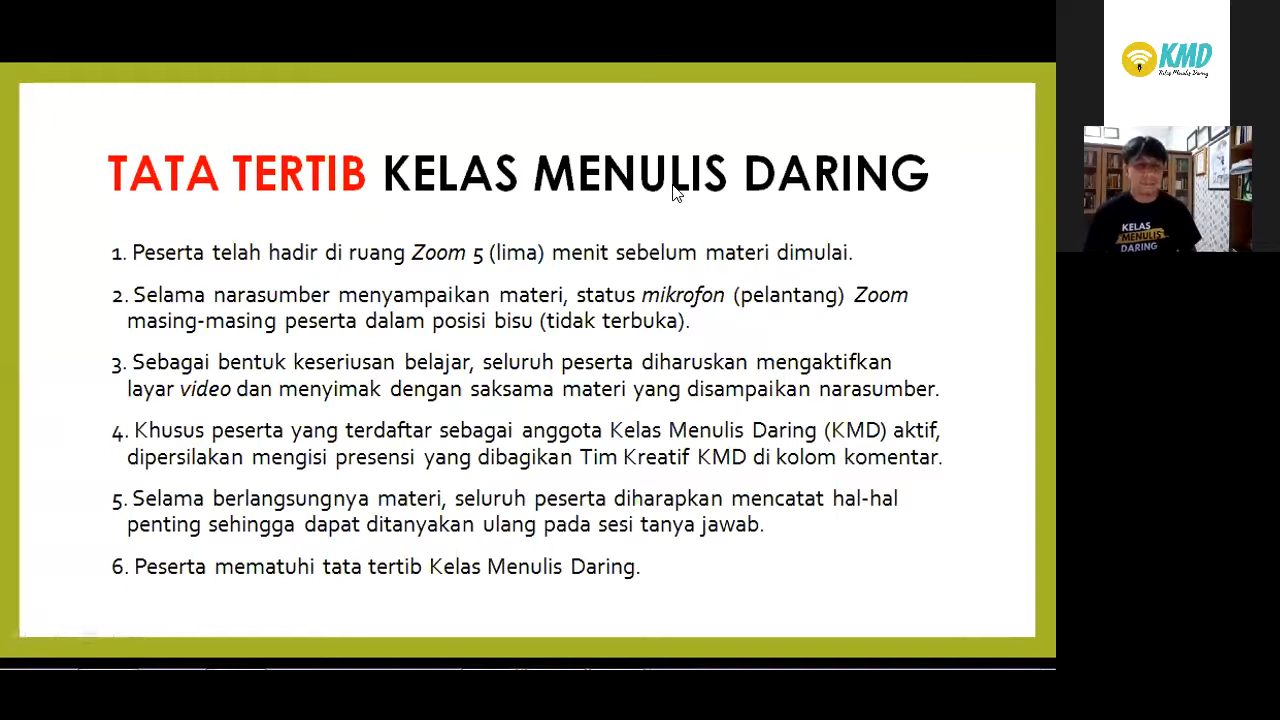 TATA TERTIB KELAS MENULIS DARING
1. Peserta telah hadir di ruang Zoom 5 (lima) menit sebelum materi dimulai.
2. Selama narasumber menyampaikan materi, status mikrofon (pelantang) Zoom
masing-masing peserta dalam posisi bisu (tidak terbuka).
3. Sebagai bentuk keseriusan belajar, seluruh peserta diharuskan mengaktifkan
layar video dan menyimak dengan saksama materi yang disampaikan narasumber.
4. Khusus peserta yang terdaftar sebagai anggota Kelas Menulis Daring (KMD) aktif,
dipersilakan mengisi presensi yang dibagikan Tim Kreatif KMD di kolom komentar.
5. Selama berlangsungnya materi, seluruh peserta diharapkan mencatat hal-hal
penting sehingga dapat ditanyakan ulang pada sesi tanya jawab.
6. Peserta mematuhi tata tertib Kelas Menulis Daring.
KMD
Kelas Menulis Daring
KELAS
MENULIS
DARING